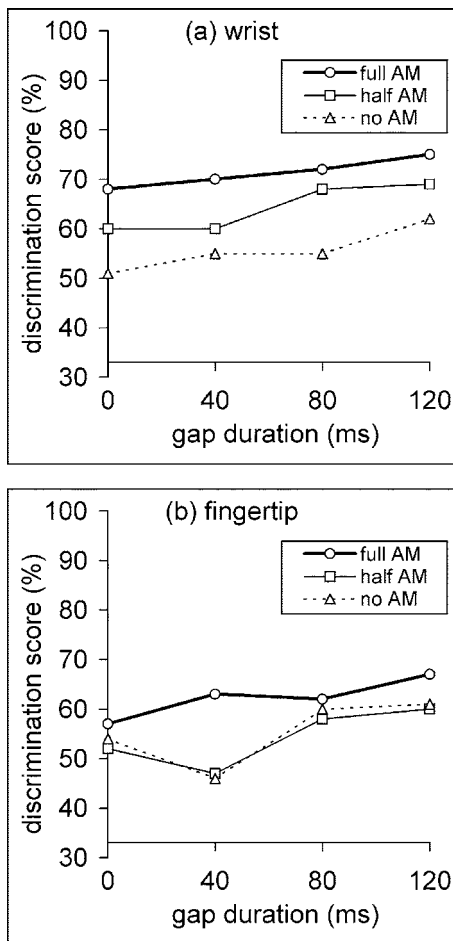 (a) wrist
full AM
half AM
no AM
discrimination score (%)
100
90
80
70
60
50
40
30
0 40 80 120
gap duration (ms)
(b) fingertip
full AM
half AM
no AM
discrimination score (%)
100
90
80
70
60
50
40
30
0 40 80 120
gap duration (ms)